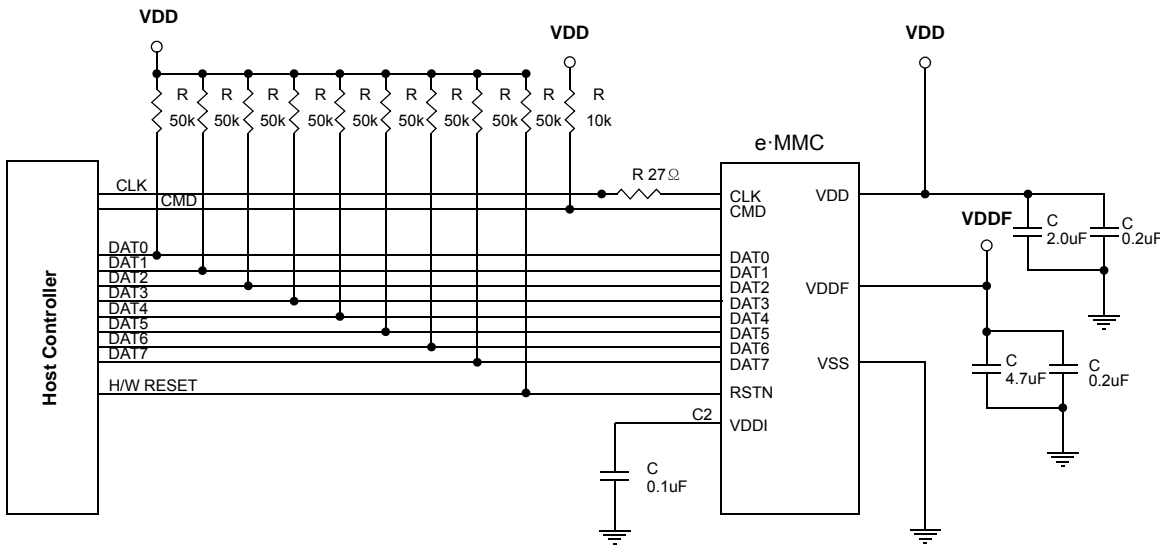 VDD
VDD
VDD
R R R R R R R R R R
50k 50k 50k 50k 50k 50k 50k 50k 50k 10k
e·MMC
R 27Ω
CLK
CMD
CLK
CMD
VDD
VDDF
C
2.0uF
C
0.2uF
Host Controller
DAT0
DAT1
DAT2
DAT3
DAT4
DAT5
DAT6
DAT7
DAT0
DAT1
DAT2
DAT3
DAT4
DAT5
DAT6
DAT7
VDDF
VSS
C
4.7uF
C
0.2uF
H/W RESET
RSTN
C2
VDDI
C
0.1uF